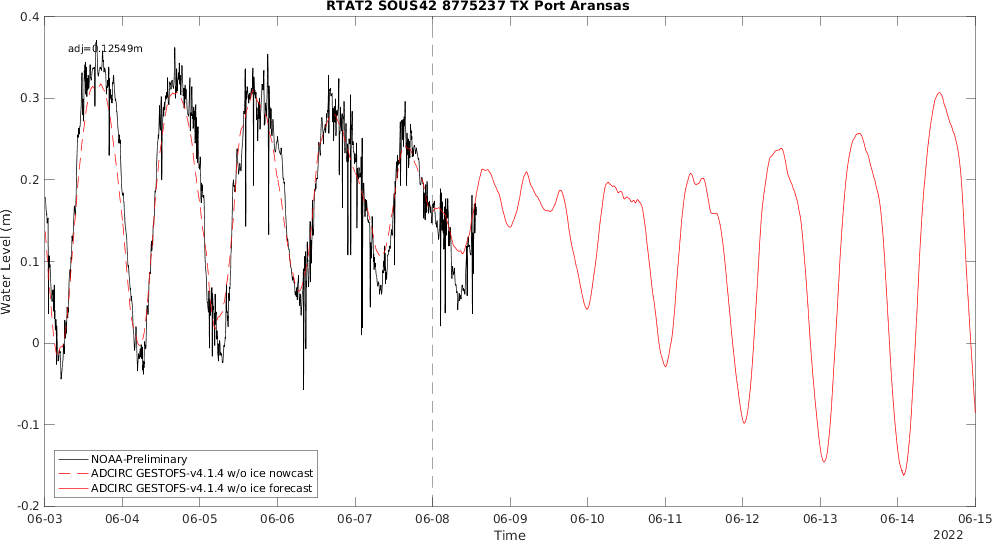 RTAT2 SOUS42 8775237 TX Port Aransas
adj=0.12549m
0.4
0.3
0.2
0.1
0
-0.1
-0.2
Water Level (m)
NOAA-Preliminary
ADCIRC GESTOFS-v4.1.4 w/o ice nowcast
ADCIRC GESTOFS-v4.1.4 w/o ice forecast
06-03 06-04 06-05 06-06 06-07 06-08 06-09 06-10 06-11 06-12 06-13 06-14 06-15
Time
2022